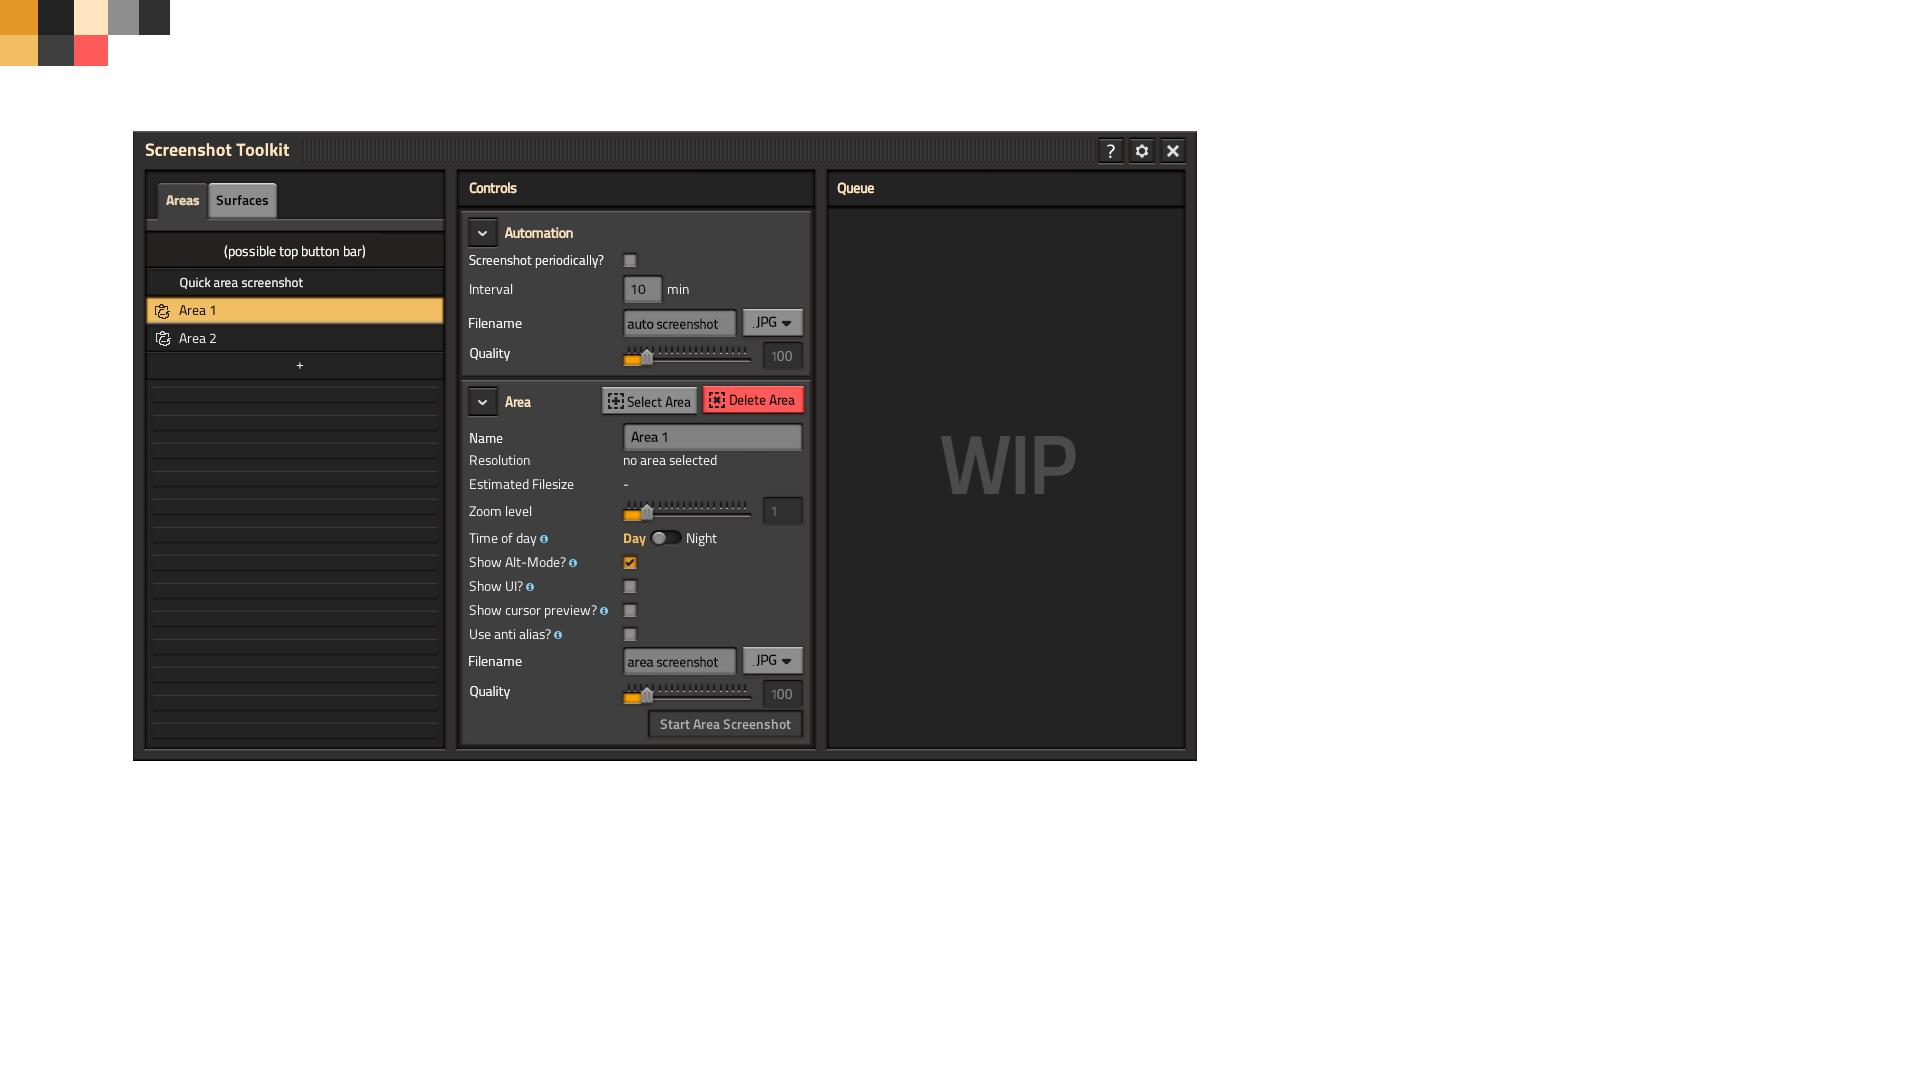 Screenshot Toolkit
?
Areas Surfaces
(possible top button bar)
Quick area screenshot
Area 1
Area 2
+
Controls
Automation
Screenshot periodically?
Interval 10 min
Filename auto screenshot .JPG
Quality 100
Area Select Area Delete Area
Name Area 1
Resolution no area selected
Estimated Filesize -
Zoom level 1
Time of day Day Night
Show Alt-Mode?
Show UI?
Show cursor preview?
Use anti alias?
Filename area screenshot .JPG
Quality 100
Start Area Screenshot
Queue
WIP